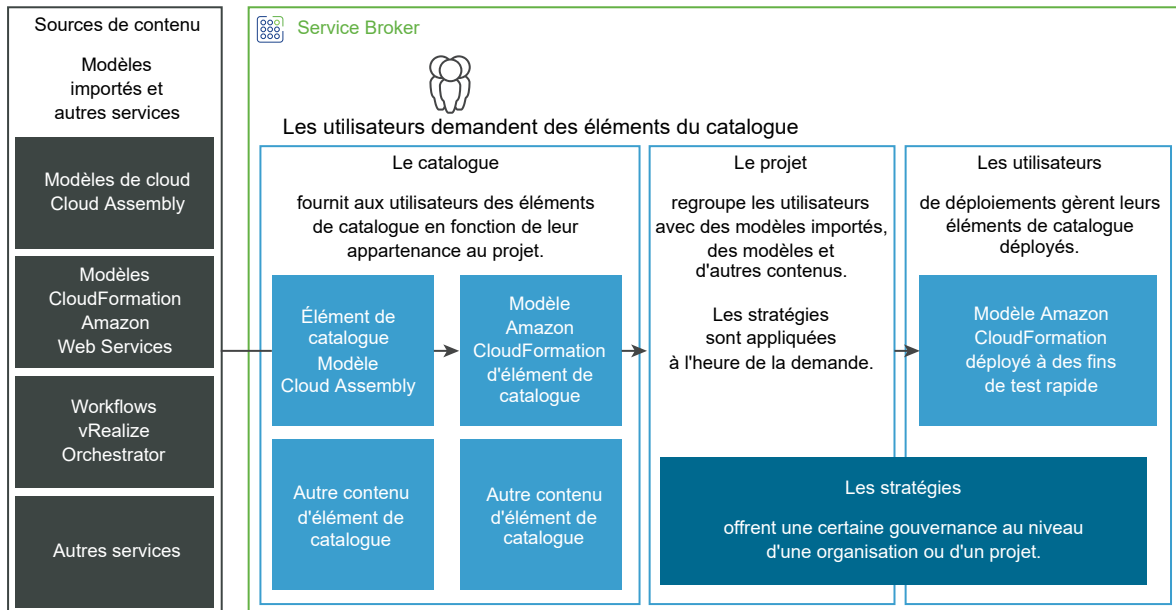 Sources de contenu
Modèles
importés et
autres services
Modèles de cloud
Cloud Assembly
Modèles
CloudFormation
Amazon
Web Services
Workflows
vRealize
Orchestrator
Autres services
Service Broker
Les utilisateurs demandent des éléments du catalogue
Le catalogue
fournit aux utilisateurs des éléments
de catalogue en fonction de leur
appartenance au projet.
Élément de
catalogue
Modèle
Cloud Assembly
Modèle
Amazon
CloudFormation
d'élément de
catalogue
Autre contenu
d'élément de
catalogue
Autre contenu
d'élément de
catalogue
Le projet
regroupe les utilisateurs
avec des modèles importés,
des modèles et
d'autres contenus.
Les stratégies
sont appliquées
à l'heure de la demande.
Les utilisateurs
de déploiements gèrent leurs
éléments de catalogue
déployés.
Modèle Amazon
CloudFormation
déployé à des fins
de test rapide
Les stratégies
offrent une certaine gouvernance au niveau
d'une organisation ou d'un projet.